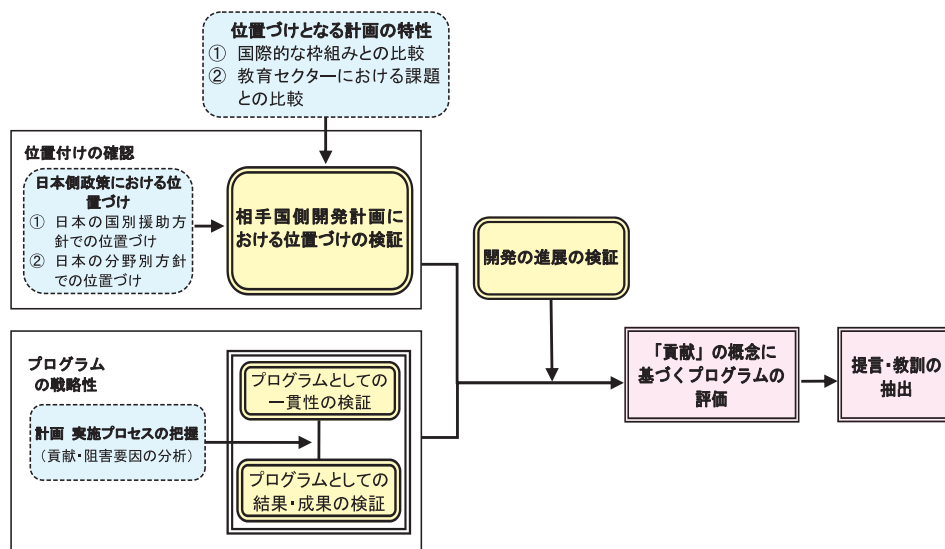 位置づけとなる計画の特性
① 国際的な枠組みとの比較
② 教育セクターにおける課題
との比較
位置付けの確認
日本側政策における位
置づけ
① 日本の国別援助方
針での位置づけ
② 日本の分野別方針
での位置づけ
相手国側開発計画に
おける位置づけの検証
開発の進展の検証
プログラム
の戦略性
計画 実施プロセスの把握
(貢献・阻害要因の分析)
プログラムとしての
一貫性の検証
プログラムとしての
結果・成果の検証
「貢献」の概念に
基づくプログラムの
評価
提言・教訓の
抽出